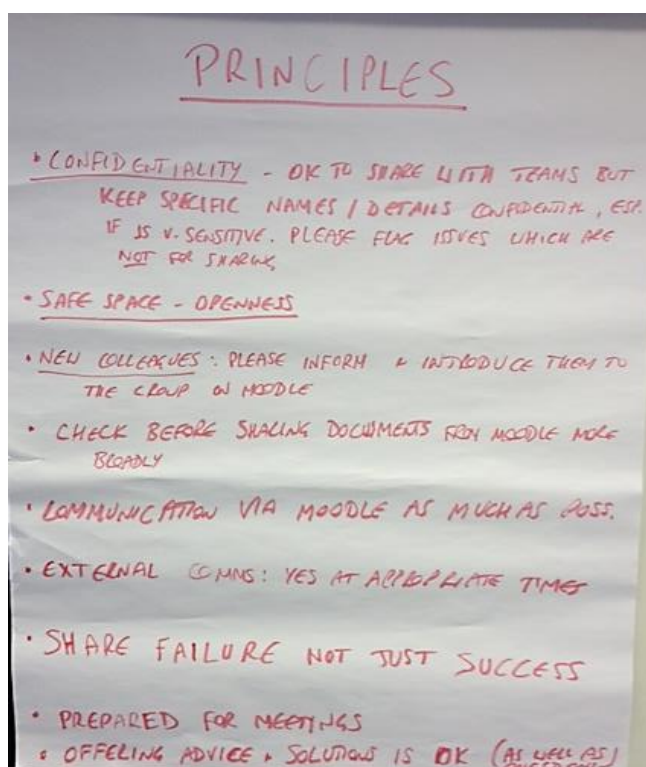 PRINCIPLES
• CONFIDENTIALITY - OK TO SHARE WITH TEAMS BUT
KEEP SPECIFIC NAMES / DETAILS CONFIDENTIAL, ESP.
IF IS V. SENSITIVE. PLEASE FLAG ISSUES WHICH ARE
NOT FOR SHARING
• SAFE SPACE - OPENNESS
• NEW COLLEAGUES: PLEASE INFORM & INTRODUCE THEM TO
THE GROUP ON MOODLE
• CHECK BEFORE SHARING DOCUMENTS FROM MOODLE MORE
BROADLY
• COMMUNICATION VIA MOODLE AS MUCH AS POSS.
• EXTERNAL COMMS: YES AT APPROPRIATE TIMES
• SHARE FAILURE NOT JUST SUCCESS
• PREPARED FOR MEETINGS
• OFFERING ADVICE & SOLUTIONS IS OK (AS WELL AS)